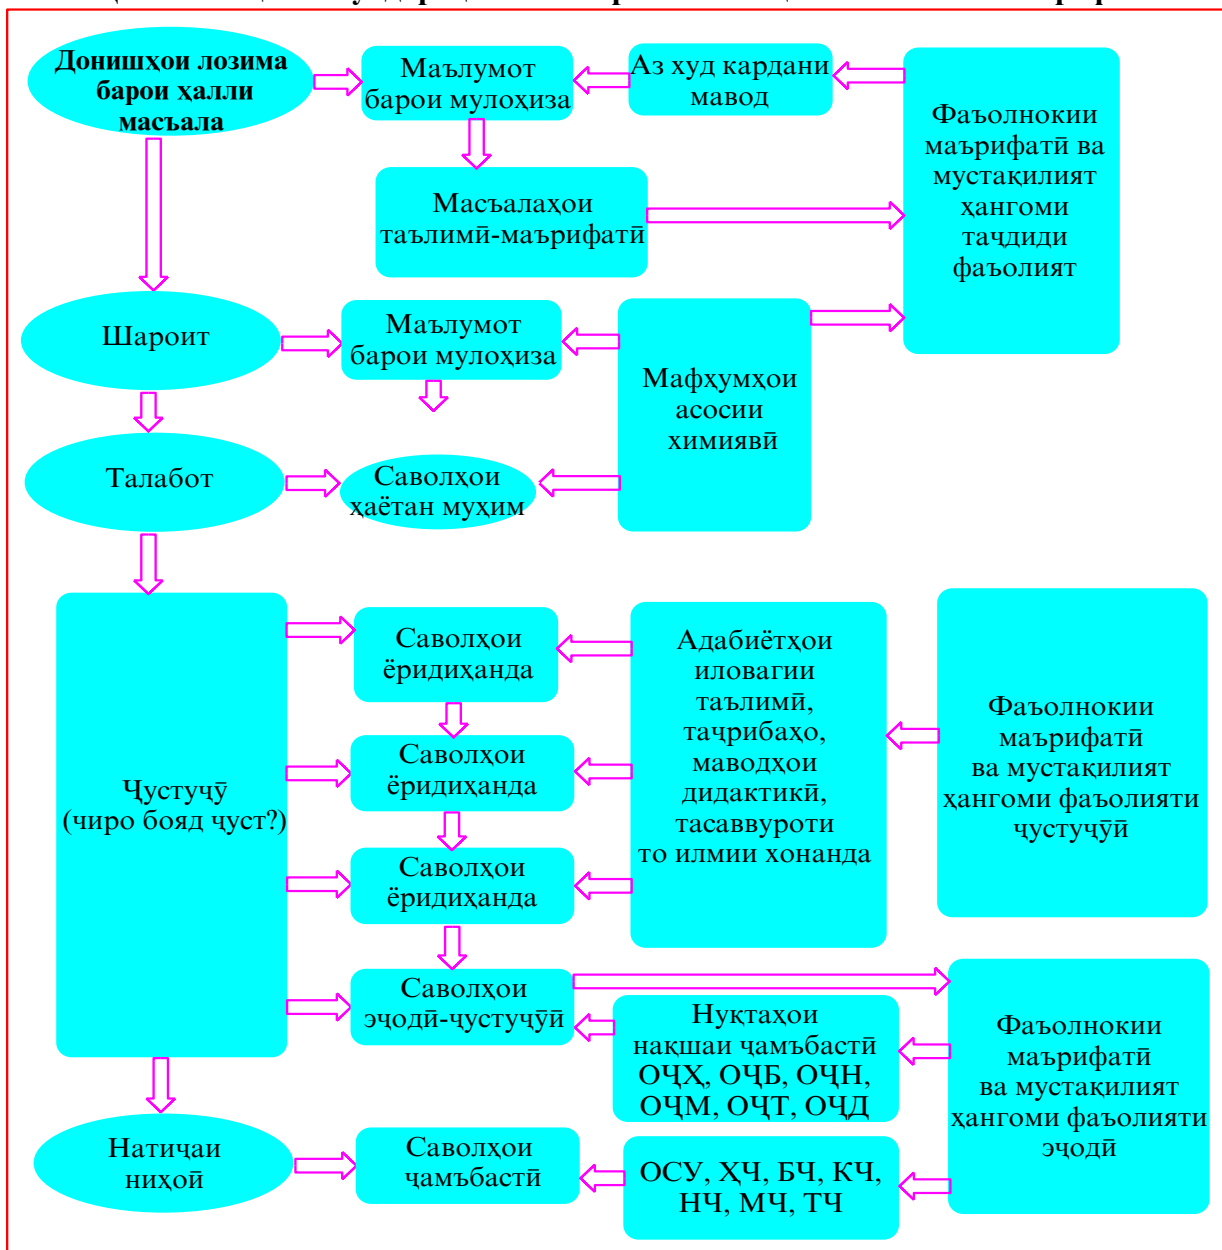 Донишҳои лозима
барои ҳалли
масъала
Маълумот
барои мулоҳиза
Аз худ кардани
мавод
Фаъолнокии
маърифатӣ ва
мустақилият
ҳангоми
таҷдиди
фаъолият
Масъалаҳои
таълимӣ-маърифатӣ
Шароит
Маълумот
барои мулоҳиза
Мафҳумҳои
асосии
химиявӣ
Талабот
Саволҳои
ҳаётан муҳим
Ҷустуҷӯ
(чиро бояд ҷуст?)
Саволҳои
ёридиҳанда
Саволҳои
ёридиҳанда
Саволҳои
ёридиҳанда
Саволҳои
эҷодӣ-ҷустуҷӯӣ
Адабиётҳои
иловагии
таълимӣ,
таҷрибаҳо,
маводҳои
дидактикӣ,
тасаввуроти
то илмии хонанда
Фаъолнокии
маърифатӣ
ва мустақилият
ҳангоми фаъолияти
ҷустуҷӯӣ
Нуқтаҳои
нақшаи ҷамъбастӣ
ОҶҲ, ОҶБ, ОҶН,
ОҶМ, ОҶТ, ОҶД
Фаъолнокии
маърифатӣ
ва мустақилият
ҳангоми фаъолияти
эҷодӣ
Натиҷаи
ниҳоӣ
Саволҳои
ҷамъбастӣ
ОСУ, ҲЧ, БЧ, КЧ,
НЧ, МЧ, ТЧ